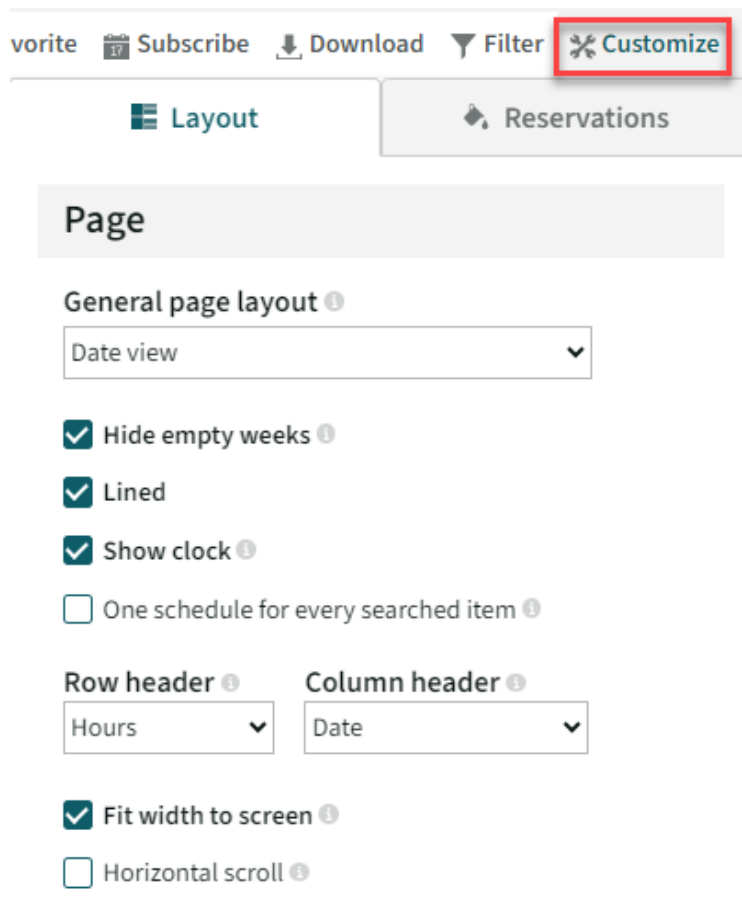 vorite 17 Subscribe Download Filter Customize
Layout Reservations
Page
General page layout
Date view
Hide empty weeks
Lined
Show clock
One schedule for every searched item
Row header Column header
Hours Date
Fit width to screen
Horizontal scroll